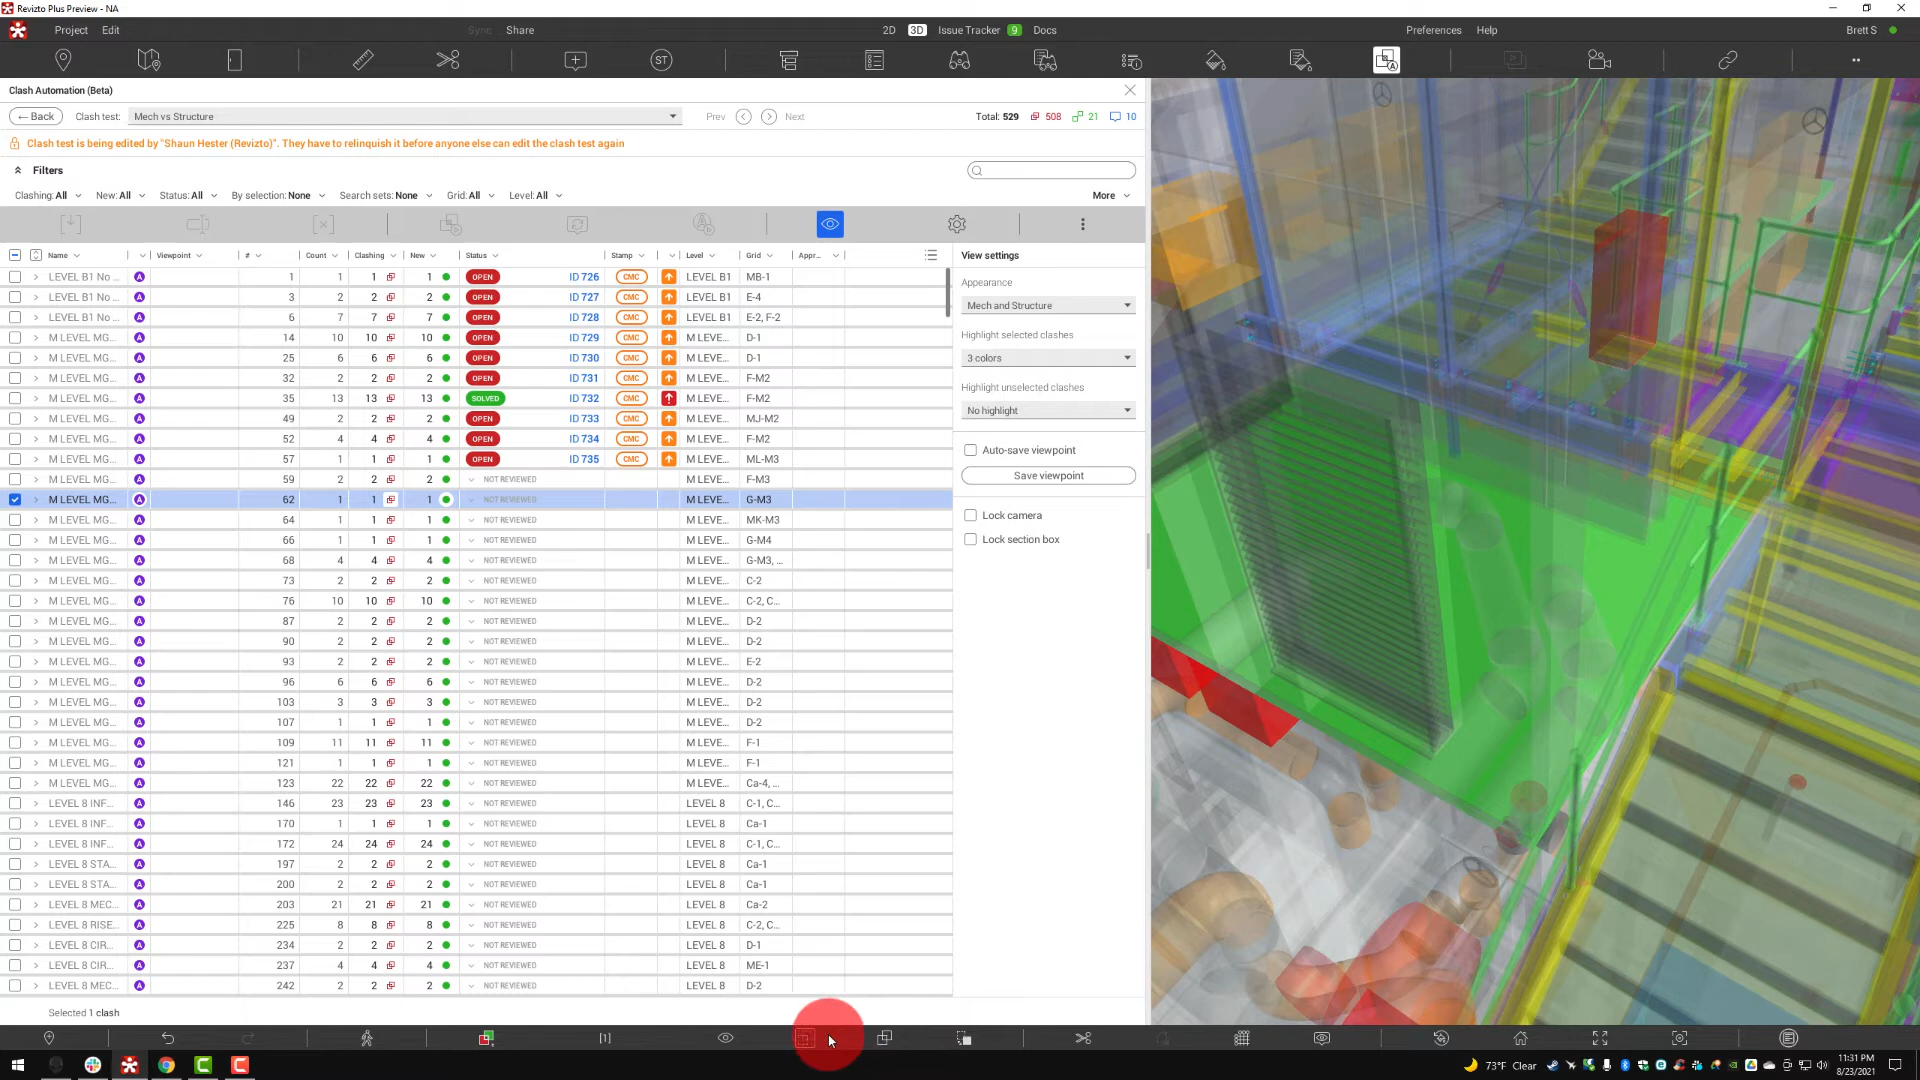 Revizto Plus Preview - NA
Project Edit Sync Share 2D 3D Issue Tracker 9 Docs Preferences Help Brett S
ST
Clash Automation (Beta)
← Back Clash test: Mech vs Structure Prev Next Total: 529 508 21 10
Clash test is being edited by "Shaun Hester (Revizto)". They have to relinquish it before anyone else can edit the clash test again
Filters
Clashing: All New: All Status: All By selection: None Search sets: None Grid: All Level: All More
Name Viewpoint # Count Clashing New Status Stamp Level Grid Appr...
LEVEL B1 No ... A 1 1 1 1 OPEN ID 726 CMC LEVEL B1 MB-1
LEVEL B1 No ... A 3 2 2 2 OPEN ID 727 CMC LEVEL B1 E-4
LEVEL B1 No ... A 6 7 7 7 OPEN ID 728 CMC LEVEL B1 E-2, F-2
M LEVEL MG... A 14 10 10 10 OPEN ID 729 CMC M LEVE... D-1
M LEVEL MG... A 25 6 6 6 OPEN ID 730 CMC M LEVE... D-1
M LEVEL MG... A 32 2 2 2 OPEN ID 731 CMC M LEVE... F-M2
M LEVEL MG... A 35 13 13 13 SOLVED ID 732 CMC M LEVE... F-M2
M LEVEL MG... A 49 2 2 2 OPEN ID 733 CMC M LEVE... MJ-M2
M LEVEL MG... A 52 4 4 4 OPEN ID 734 CMC M LEVE... F-M2
M LEVEL MG... A 57 1 1 1 OPEN ID 735 CMC M LEVE... ML-M3
M LEVEL MG... A 59 2 2 2 NOT REVIEWED M LEVE... F-M3
M LEVEL MG... A 62 1 1 1 NOT REVIEWED M LEVE... G-M3
M LEVEL MG... A 64 1 1 1 NOT REVIEWED M LEVE... MK-M3
M LEVEL MG... A 66 1 1 1 NOT REVIEWED M LEVE... G-M4
M LEVEL MG... A 68 4 4 4 NOT REVIEWED M LEVE... G-M3, ...
M LEVEL MG... A 73 2 2 2 NOT REVIEWED M LEVE... C-2
M LEVEL MG... A 76 10 10 10 NOT REVIEWED M LEVE... C-2, C...
M LEVEL MG... A 87 2 2 2 NOT REVIEWED M LEVE... D-2
M LEVEL MG... A 90 2 2 2 NOT REVIEWED M LEVE... D-2
M LEVEL MG... A 93 2 2 2 NOT REVIEWED M LEVE... E-2
M LEVEL MG... A 96 6 6 6 NOT REVIEWED M LEVE... D-2
M LEVEL MG... A 103 3 3 3 NOT REVIEWED M LEVE... D-2
M LEVEL MG... A 107 1 1 1 NOT REVIEWED M LEVE... D-2
M LEVEL MG... A 109 11 11 11 NOT REVIEWED M LEVE... F-1
M LEVEL MG... A 121 1 1 1 NOT REVIEWED M LEVE... F-1
M LEVEL MG... A 123 22 22 22 NOT REVIEWED M LEVE... Ca-4, ...
LEVEL 8 INF... A 146 23 23 23 NOT REVIEWED LEVEL 8 C-1, C...
LEVEL 8 INF... A 170 1 1 1 NOT REVIEWED LEVEL 8 Ca-1
LEVEL 8 INF... A 172 24 24 24 NOT REVIEWED LEVEL 8 C-1, C...
LEVEL 8 STA... A 197 2 2 2 NOT REVIEWED LEVEL 8 Ca-1
LEVEL 8 STA... A 200 2 2 2 NOT REVIEWED LEVEL 8 Ca-1
LEVEL 8 MEC... A 203 21 21 21 NOT REVIEWED LEVEL 8 Ca-2
LEVEL 8 RISE... A 225 8 8 8 NOT REVIEWED LEVEL 8 C-2, C...
LEVEL 8 CIR... A 234 2 2 2 NOT REVIEWED LEVEL 8 D-1
LEVEL 8 CIR... A 237 4 4 4 NOT REVIEWED LEVEL 8 ME-1
LEVEL 8 MEC... A 242 2 2 2 NOT REVIEWED LEVEL 8 D-2
View settings
Appearance
Mech and Structure
Highlight selected clashes
3 colors
Highlight unselected clashes
No highlight
Auto-save viewpoint
Save viewpoint
Lock camera
Lock section box
Selected 1 clash
73°F Clear
11:31 PM
8/23/2021